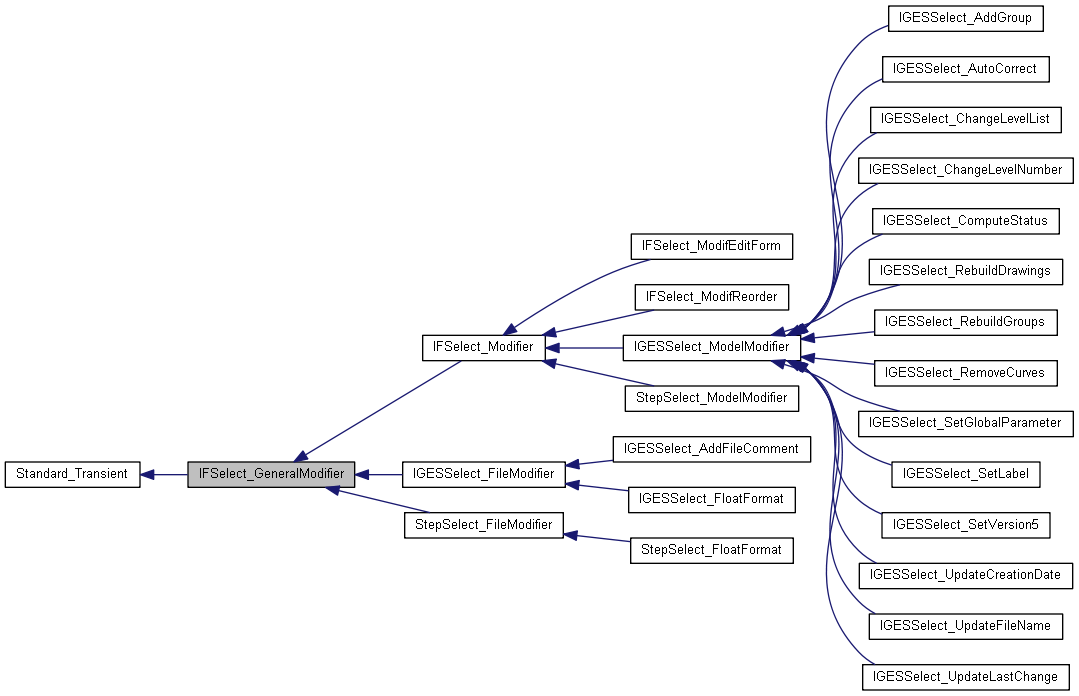 IGESSelect_AddGroup
IGESSelect_AutoCorrect
IGESSelect_ChangeLevelList
IGESSelect_ChangeLevelNumber
IGESSelect_ComputeStatus
IFSelect_ModifEditForm
IGESSelect_RebuildDrawings
IFSelect_ModifReorder
IGESSelect_RebuildGroups
IFSelect_Modifier
IGESSelect_ModelModifier
IGESSelect_RemoveCurves
StepSelect_ModelModifier
IGESSelect_SetGlobalParameter
IGESSelect_AddFileComment
Standard_Transient
IFSelect_GeneralModifier
IGESSelect_FileModifier
IGESSelect_SetLabel
IGESSelect_FloatFormat
StepSelect_FileModifier
IGESSelect_SetVersion5
StepSelect_FloatFormat
IGESSelect_UpdateCreationDate
IGESSelect_UpdateFileName
IGESSelect_UpdateLastChange